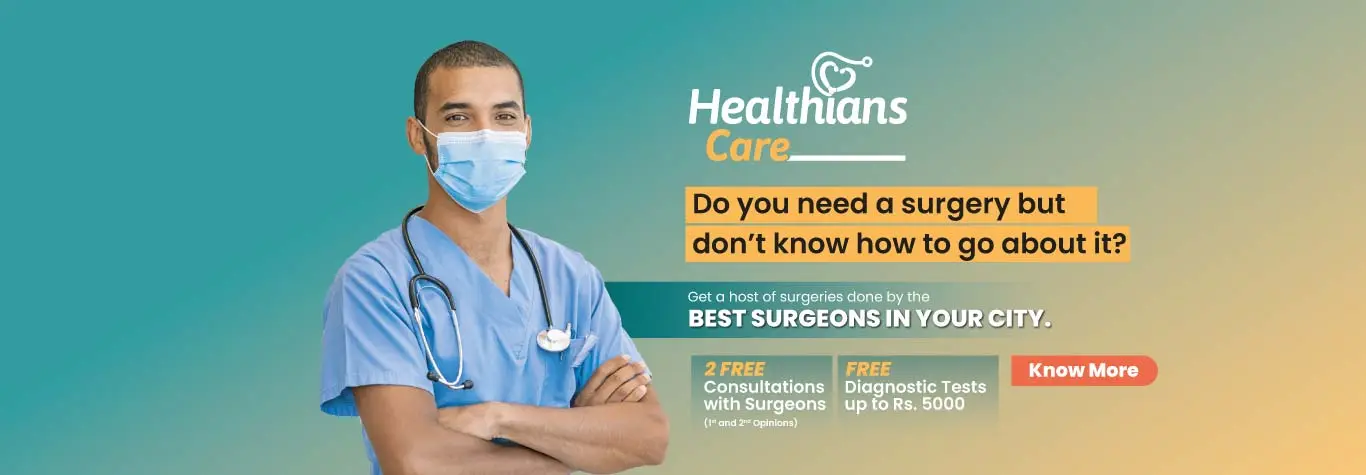 Healthians
Care
Do you need a surgery but
don’t know how to go about it?
Get a host of surgeries done by the
BEST SURGEONS IN YOUR CITY.
2 FREE
Consultations
with Surgeons
(1st and 2nd Opinions)
FREE
Diagnostic Tests
up to Rs. 5000
Know More